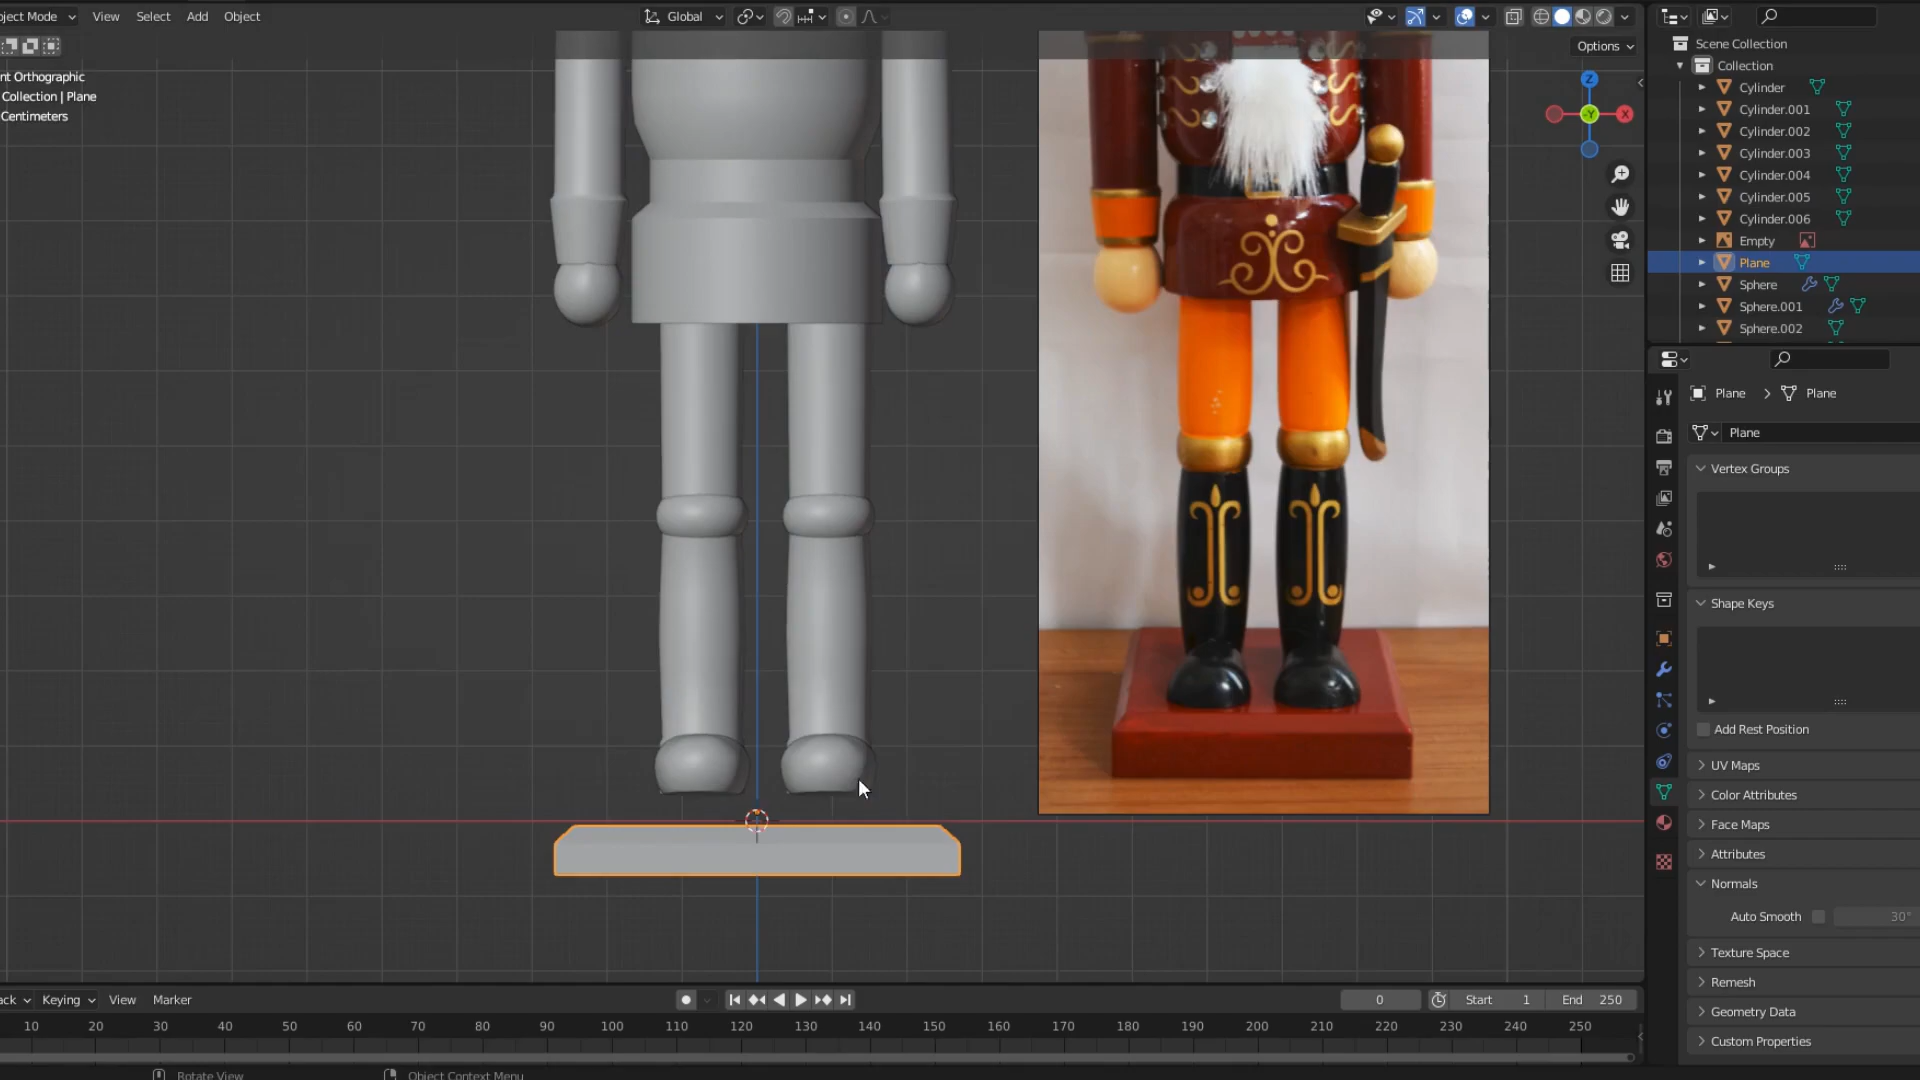 oject Mode View Select Add Object Global
Options
nt Orthographic
Collection | Plane
Centimeters
Z
-Y
X
Scene Collection
Collection
Cylinder
Cylinder.001
Cylinder.002
Cylinder.003
Cylinder.004
Cylinder.005
Cylinder.006
Empty
Plane
Sphere
Sphere.001
Sphere.002
Plane > Plane
Plane
Vertex Groups
Shape Keys
Add Rest Position
UV Maps
Color Attributes
Face Maps
Attributes
Normals
Auto Smooth 30°
Texture Space
Remesh
Geometry Data
Custom Properties
ack Keying View Marker 0 Start 1 End 250
10 20 30 40 50 60 70 80 90 100 110 120 130 140 150 160 170 180 190 200 210 220 230 240 250
Rotate View Object Context Menu